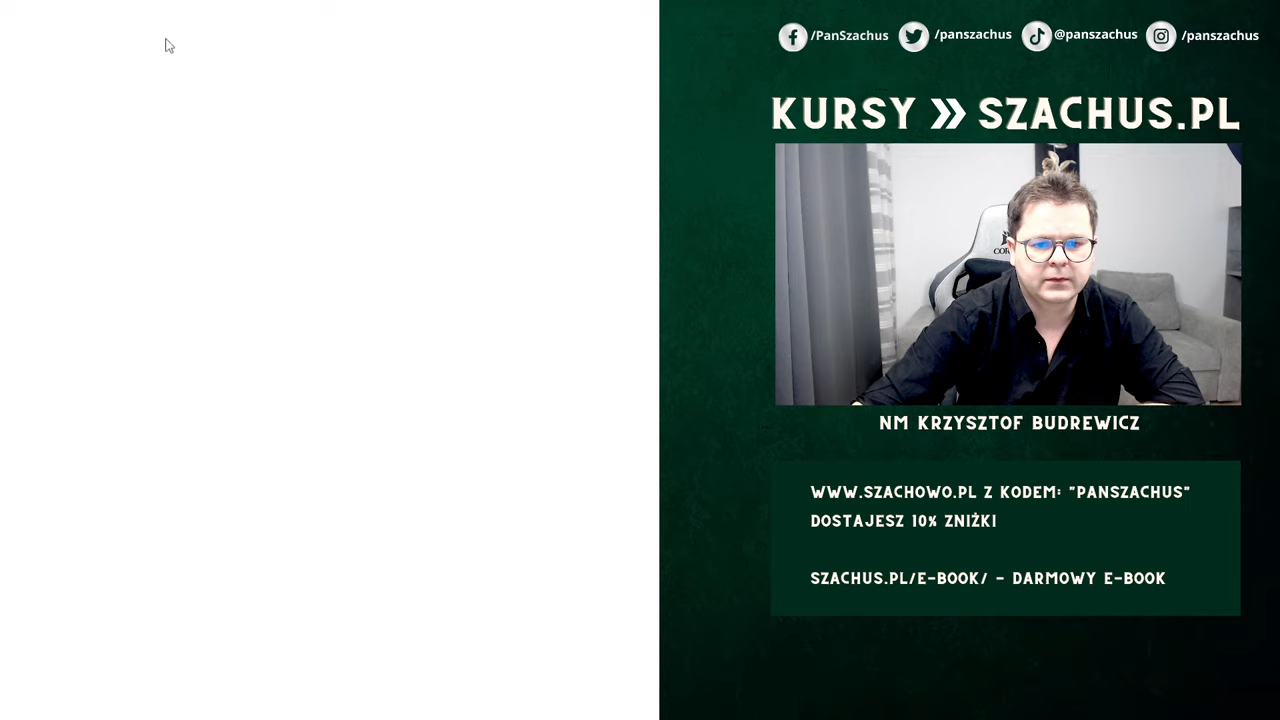 /PanSzachus /panszachus @panszachus /panszachus
KURSY » SZACHUS.PL
NM KRZYSZTOF BUDREWICZ
WWW.SZACHOWO.PL Z KODEM: "PANSZACHUS"
DOSTAJESZ 10% ZNIŻKI
SZACHUS.PL/E-BOOK/ - DARMOWY E-BOOK